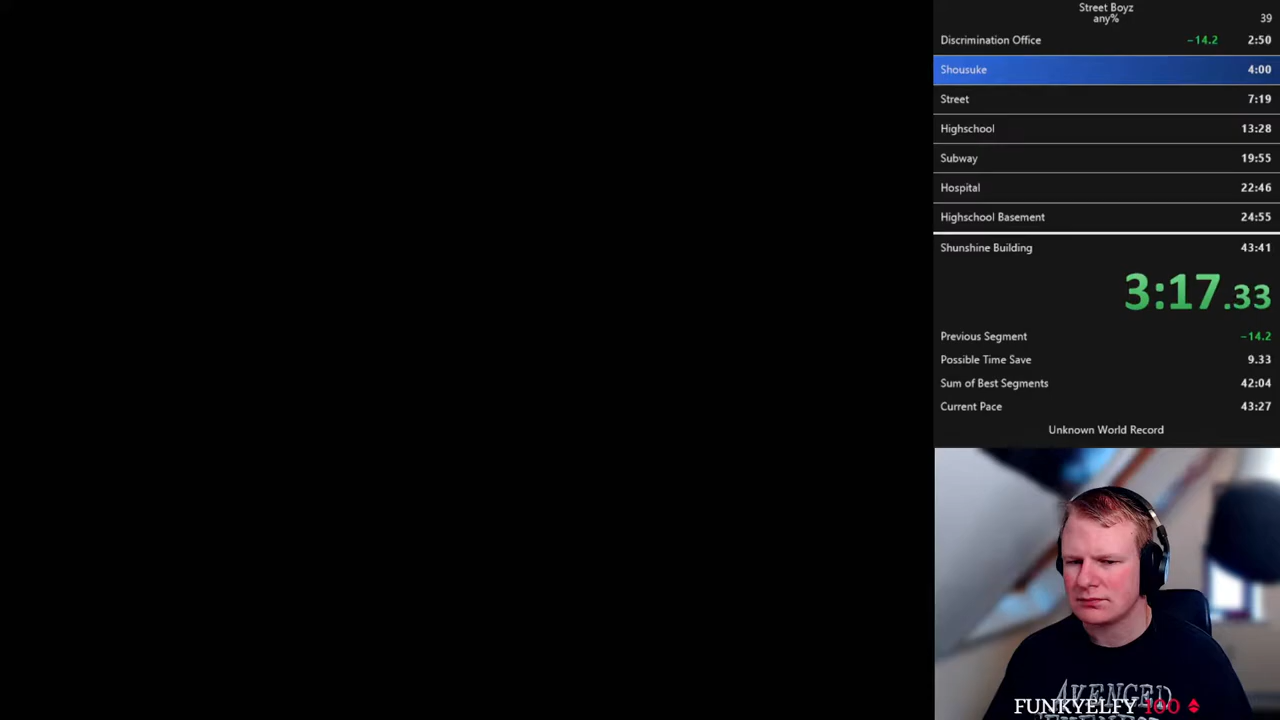 Street Boyz
any%
39
Discrimination Office -14.2 2:50
Shousuke 4:00
Street 7:19
Highschool 13:28
Subway 19:55
Hospital 22:46
Highschool Basement 24:55
Shunshine Building 43:41
3:17.33
Previous Segment -14.2
Possible Time Save 9.33
Sum of Best Segments 42:04
Current Pace 43:27
Unknown World Record
AVENGED
FUNKYELFY 100